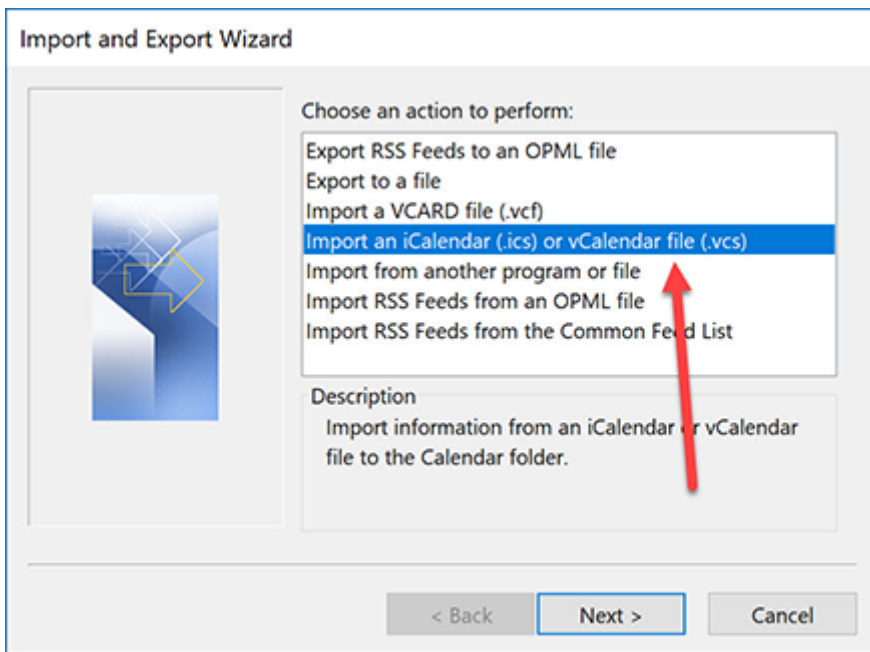 Import and Export Wizard
Choose an action to perform:
Export RSS Feeds to an OPML file
Export to a file
Import a VCARD file (.vcf)
Import an iCalendar (.ics) or vCalendar file (.vcs)
Import from another program or file
Import RSS Feeds from an OPML file
Import RSS Feeds from the Common Feed List
Description
Import information from an iCalendar or vCalendar
file to the Calendar folder.
< Back
Next >
Cancel